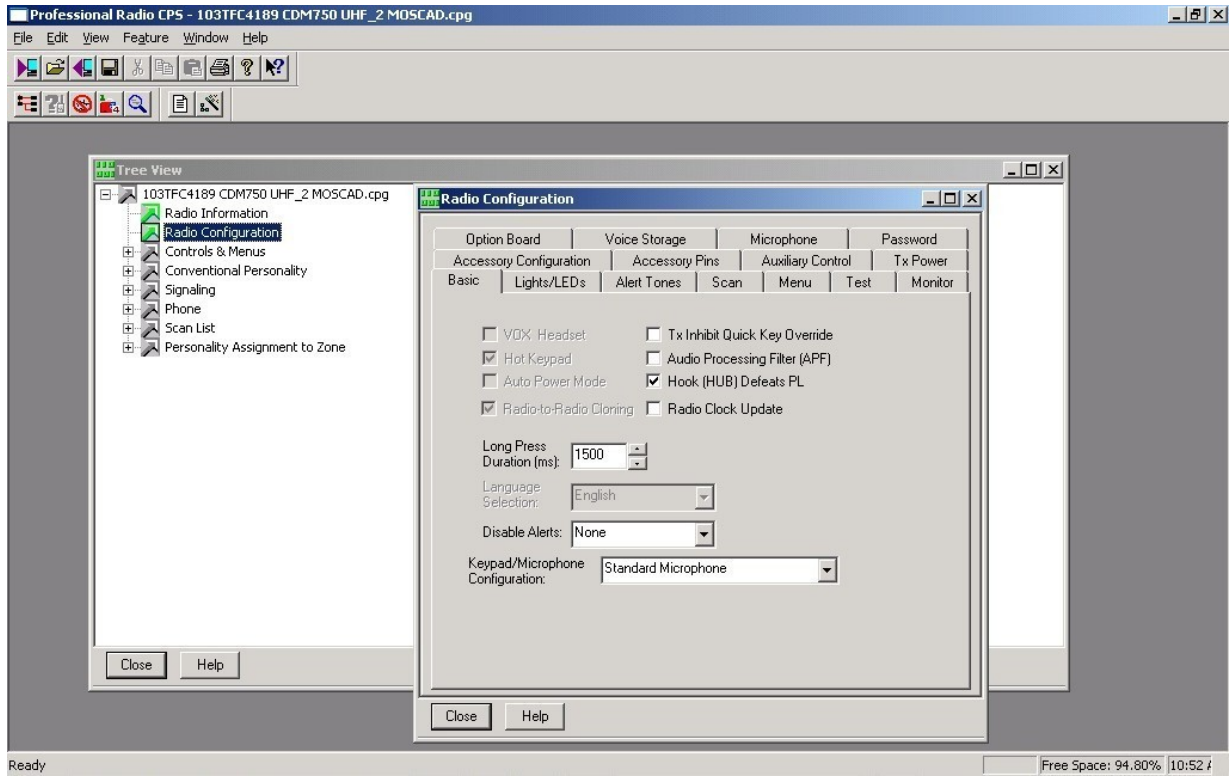 Professional Radio CPS - 103TFC4189 CDM750 UHF_2 MOSCAD.cpg
File Edit View Feature Window Help
Tree View
103TFC4189 CDM750 UHF_2 MOSCAD.cpg
Radio Information
Radio Configuration
Controls & Menus
Conventional Personality
Signaling
Phone
Scan List
Personality Assignment to Zone
Close Help
Radio Configuration
Option Board Voice Storage Microphone Password
Accessory Configuration Accessory Pins Auxiliary Control Tx Power
Basic Lights/LEDs Alert Tones Scan Menu Test Monitor
VOX Headset Tx Inhibit Quick Key Override
Hot Keypad Audio Processing Filter (APF)
Auto Power Mode Hook (HUB) Defeats PL
Radio-to-Radio Cloning Radio Clock Update
Long Press
Duration (ms): 1500
Language
Selection: English
Disable Alerts: None
Keypad/Microphone
Configuration: Standard Microphone
Close Help
Ready Free Space: 94.80% 10:52